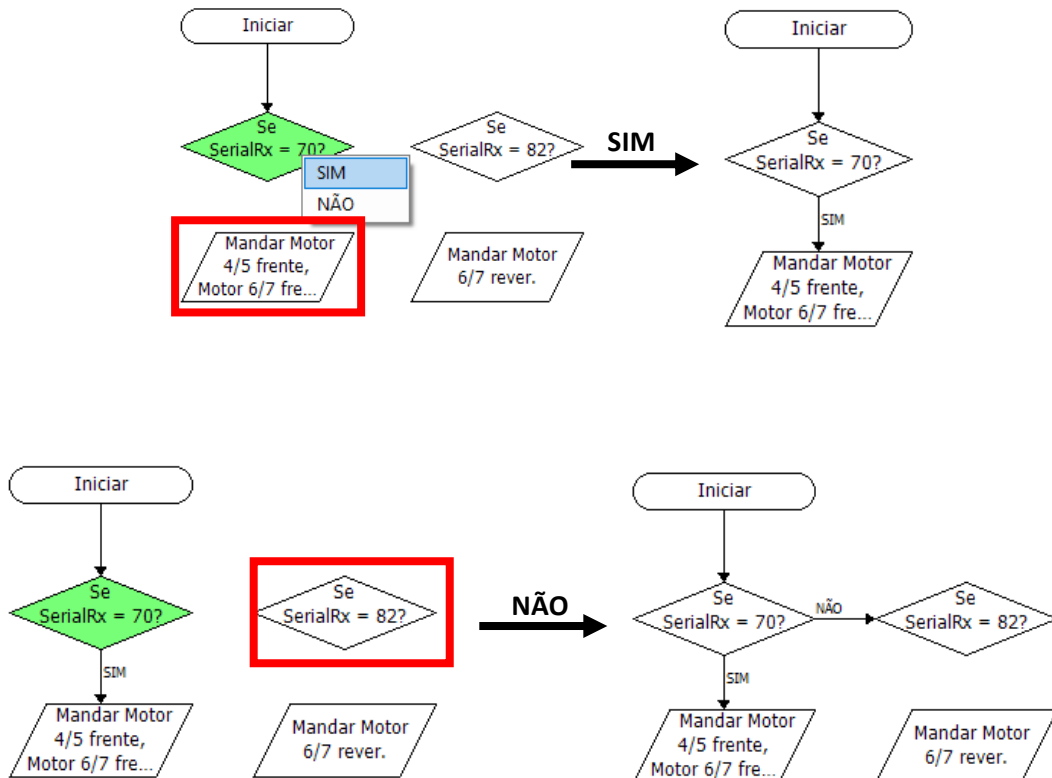 Iniciar
Se
SerialRx = 70?
SIM
NÃO
Mandar Motor
4/5 frente,
Motor 6/7 fre...
Se
SerialRx = 82?
Mandar Motor
6/7 rever.
SIM
Iniciar
Se
SerialRx = 70?
SIM
Mandar Motor
4/5 frente,
Motor 6/7 fre...
Iniciar
Se
SerialRx = 70?
SIM
Mandar Motor
4/5 frente,
Motor 6/7 fre...
Se
SerialRx = 82?
Mandar Motor
6/7 rever.
NÃO
Iniciar
Se
SerialRx = 70?
NÃO
Se
SerialRx = 82?
SIM
Mandar Motor
4/5 frente,
Motor 6/7 fre...
Mandar Motor
6/7 rever.